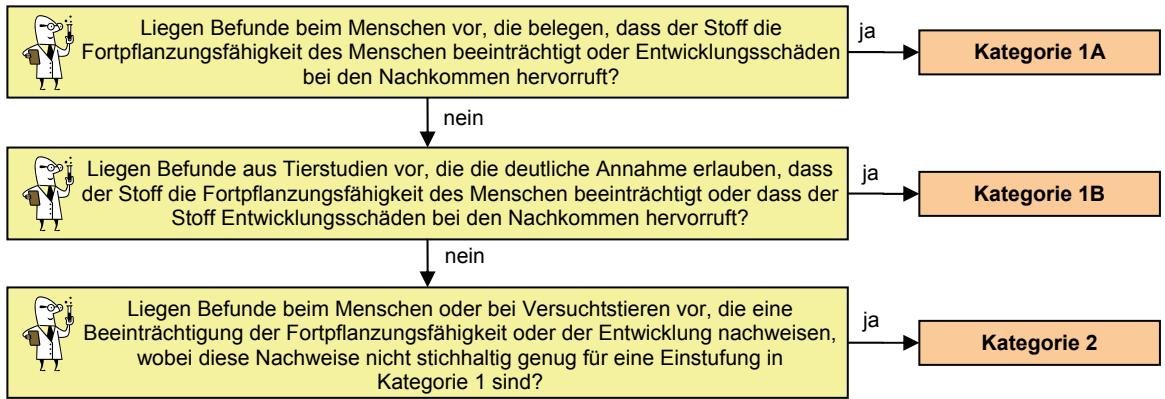 Liegen Befunde beim Menschen vor, die belegen, dass der Stoff die
Fortpflanzungsfähigkeit des Menschen beeinträchtigt oder Entwicklungsschäden
bei den Nachkommen hervorruft?
ja
Kategorie 1A
nein
Liegen Befunde aus Tierstudien vor, die die deutliche Annahme erlauben, dass
der Stoff die Fortpflanzungsfähigkeit des Menschen beeinträchtigt oder dass der
Stoff Entwicklungsschäden bei den Nachkommen hervorruft?
ja
Kategorie 1B
nein
Liegen Befunde beim Menschen oder bei Versuchtstieren vor, die eine
Beeinträchtigung der Fortpflanzungsfähigkeit oder der Entwicklung nachweisen,
wobei diese Nachweise nicht stichhaltig genug für eine Einstufung in
Kategorie 1 sind?
ja
Kategorie 2